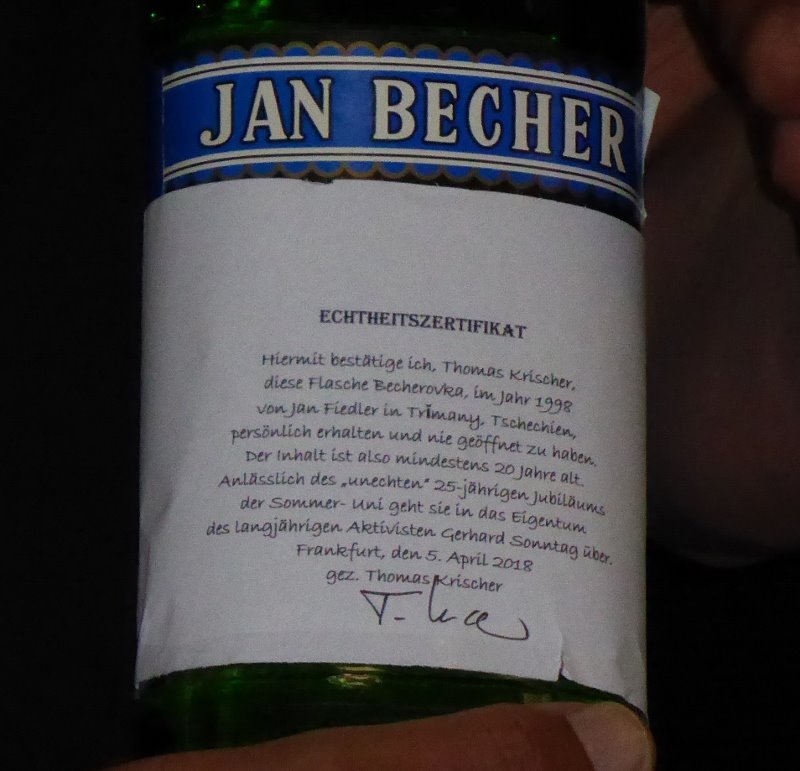 JAN BECHER
ECHTHEITSZERTIFIKAT
Hiermit bestätige ich, Thomas Krischer,
diese Flasche Becherovka, im Jahr 1998
von Jan Fiedler in Trĭmany, Tschechien,
persönlich erhalten und nie geöffnet zu haben.
Der Inhalt ist also mindestens 20 Jahre alt.
Anlässlich des „unechten“ 25-jährigen Jubiläums
der Sommer- Uni geht sie in das Eigentum
des langjährigen Aktivisten Gerhard Sonntag über.
Frankfurt, den 5. April 2018
gez. Thomas Krischer